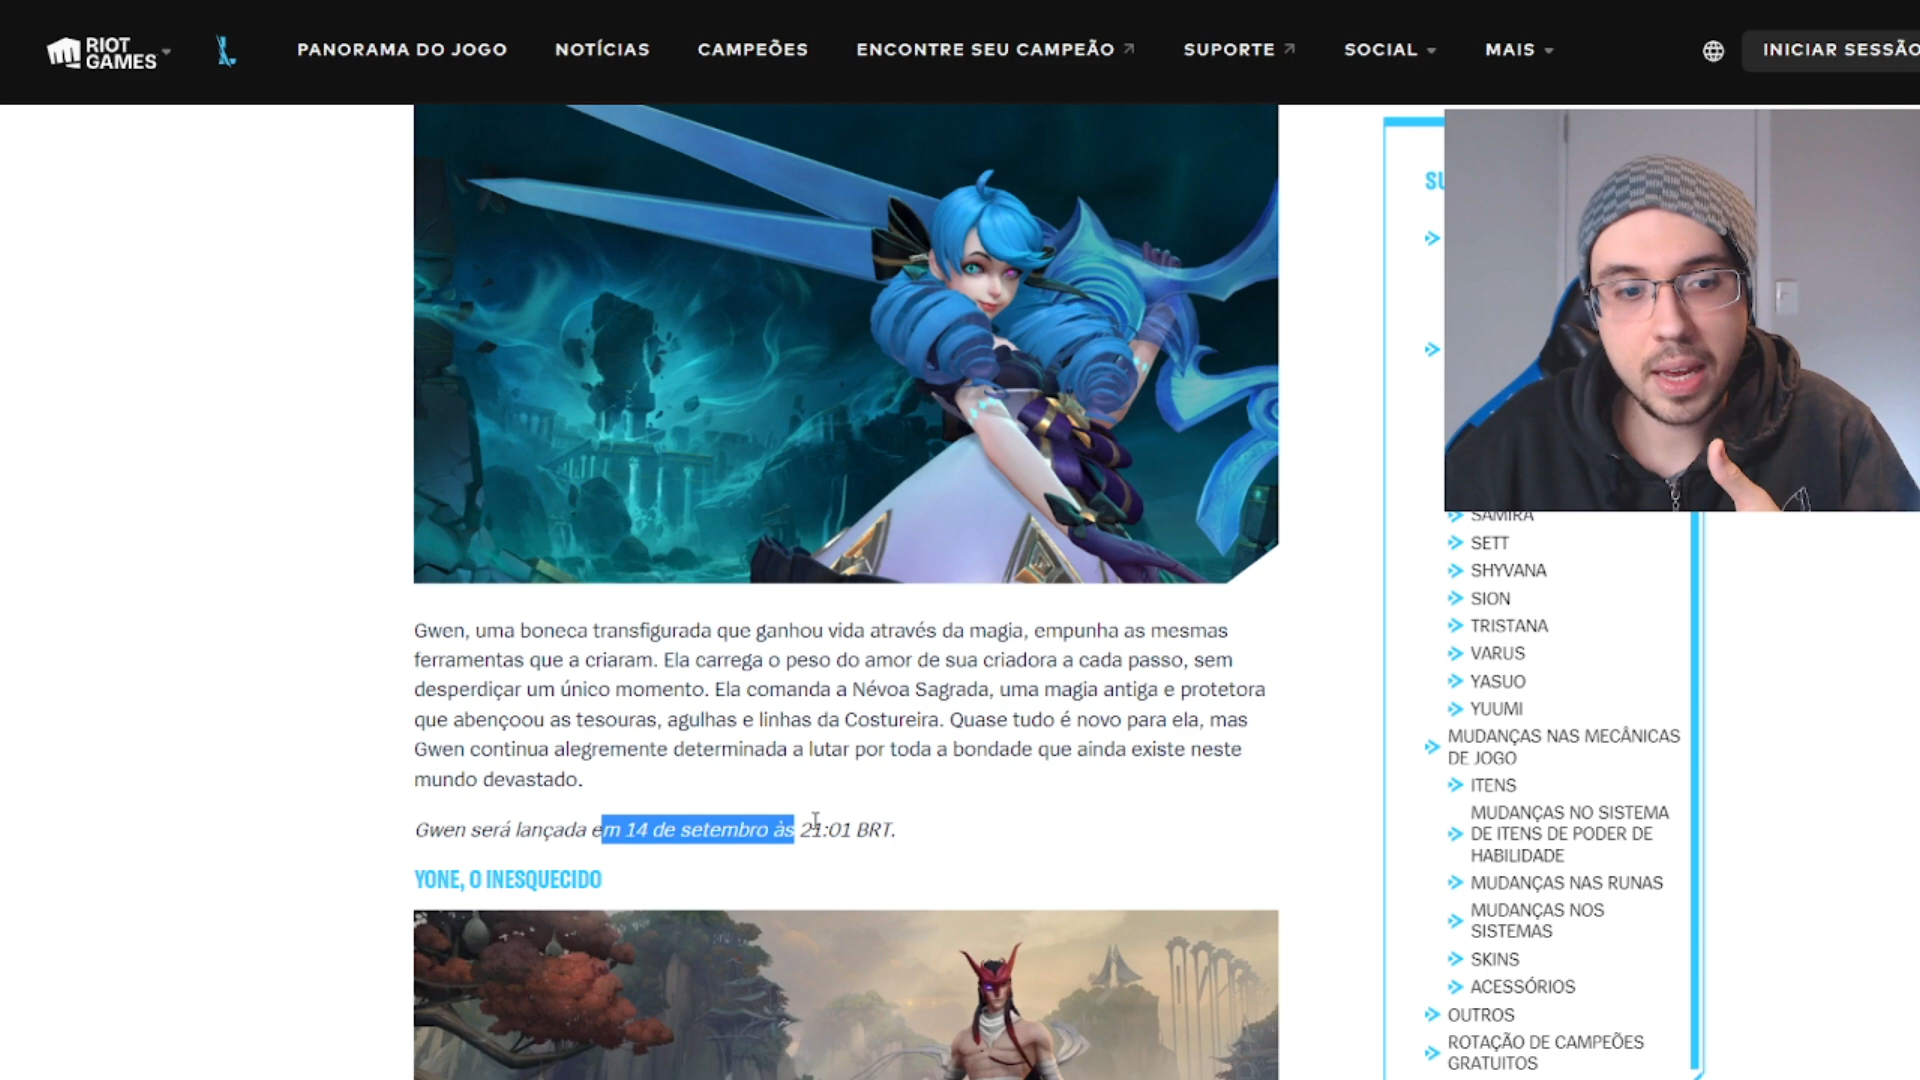 RIOT GAMES
PANORAMA DO JOGO
NOTÍCIAS
CAMPEÕES
ENCONTRE SEU CAMPEÃO
SUPORTE
SOCIAL
MAIS
INICIAR SESSÃO
Gwen, uma boneca transfigurada que ganhou vida através da magia, empunha as mesmas
ferramentas que a criaram. Ela carrega o peso do amor de sua criadora a cada passo, sem
desperdiçar um único momento. Ela comanda a Névoa Sagrada, uma magia antiga e protetora
que abençoou as tesouras, agulhas e linhas da Costureira. Quase tudo é novo para ela, mas
Gwen continua alegremente determinada a lutar por toda a bondade que ainda existe neste
mundo devastado.
Gwen será lançada em 14 de setembro às 21:01 BRT.
YONE, O INESQUECIDO
SU
SAMIRA
SETT
SHYVANA
SION
TRISTANA
VARUS
YASUO
YUUMI
MUDANÇAS NAS MECÂNICAS
DE JOGO
ITENS
MUDANÇAS NO SISTEMA
DE ITENS DE PODER DE
HABILIDADE
MUDANÇAS NAS RUNAS
MUDANÇAS NOS
SISTEMAS
SKINS
ACESSÓRIOS
OUTROS
ROTAÇÃO DE CAMPEÕES
GRATUITOS